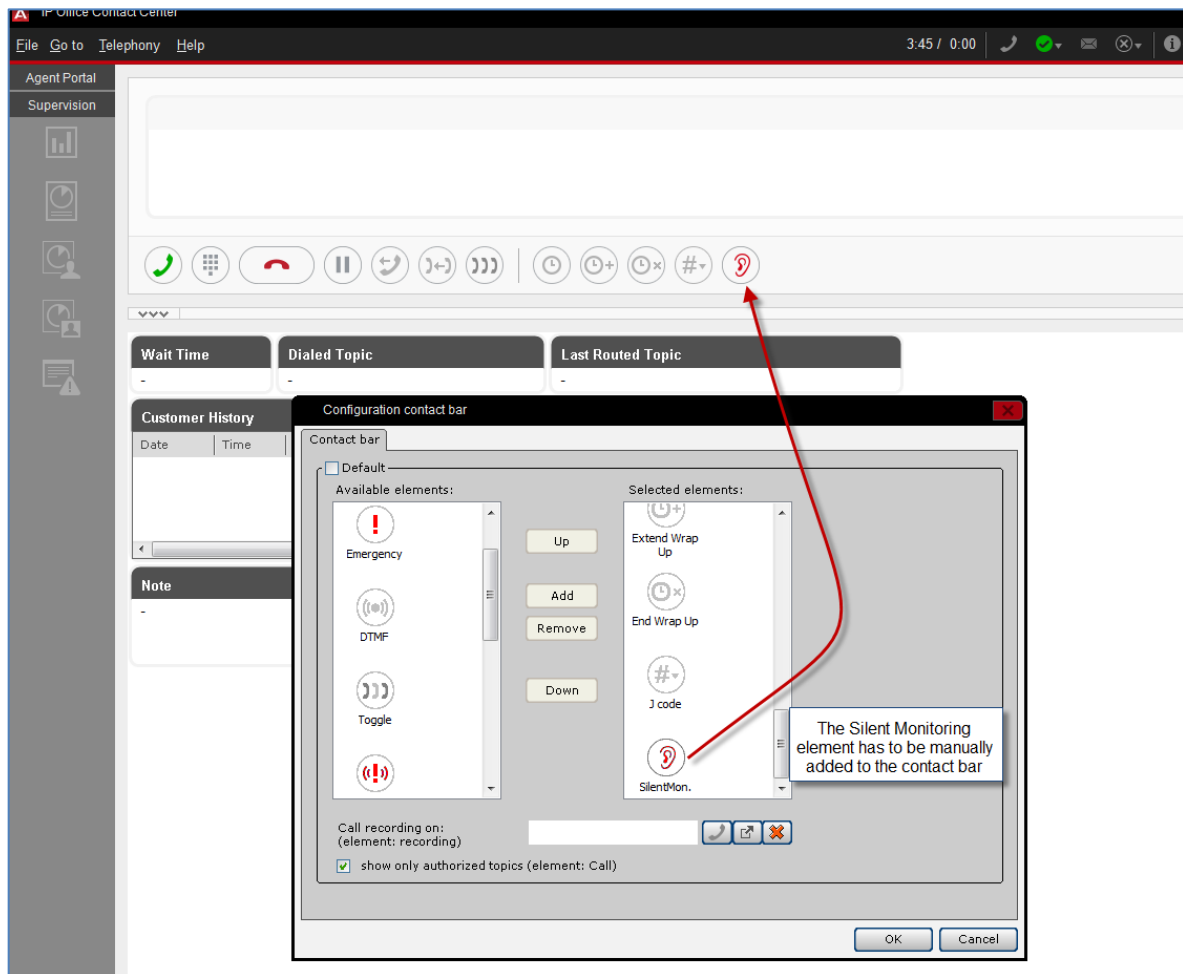 IP Office Contact Center
File Go to Telephony Help
3:45 / 0:00
Agent Portal
Supervision
Wait Time
Dialed Topic
Last Routed Topic
-
-
-
Customer History
Date
Time
Note
-
Configuration contact bar
Contact bar
Default
Available elements:
Emergency
DTMF
Toggle
Up
Add
Remove
Down
Selected elements:
Extend Wrap
Up
End Wrap Up
J code
SilentMon.
The Silent Monitoring
element has to be manually
added to the contact bar
Call recording on:
(element: recording)
show only authorized topics (element: Call)
OK
Cancel